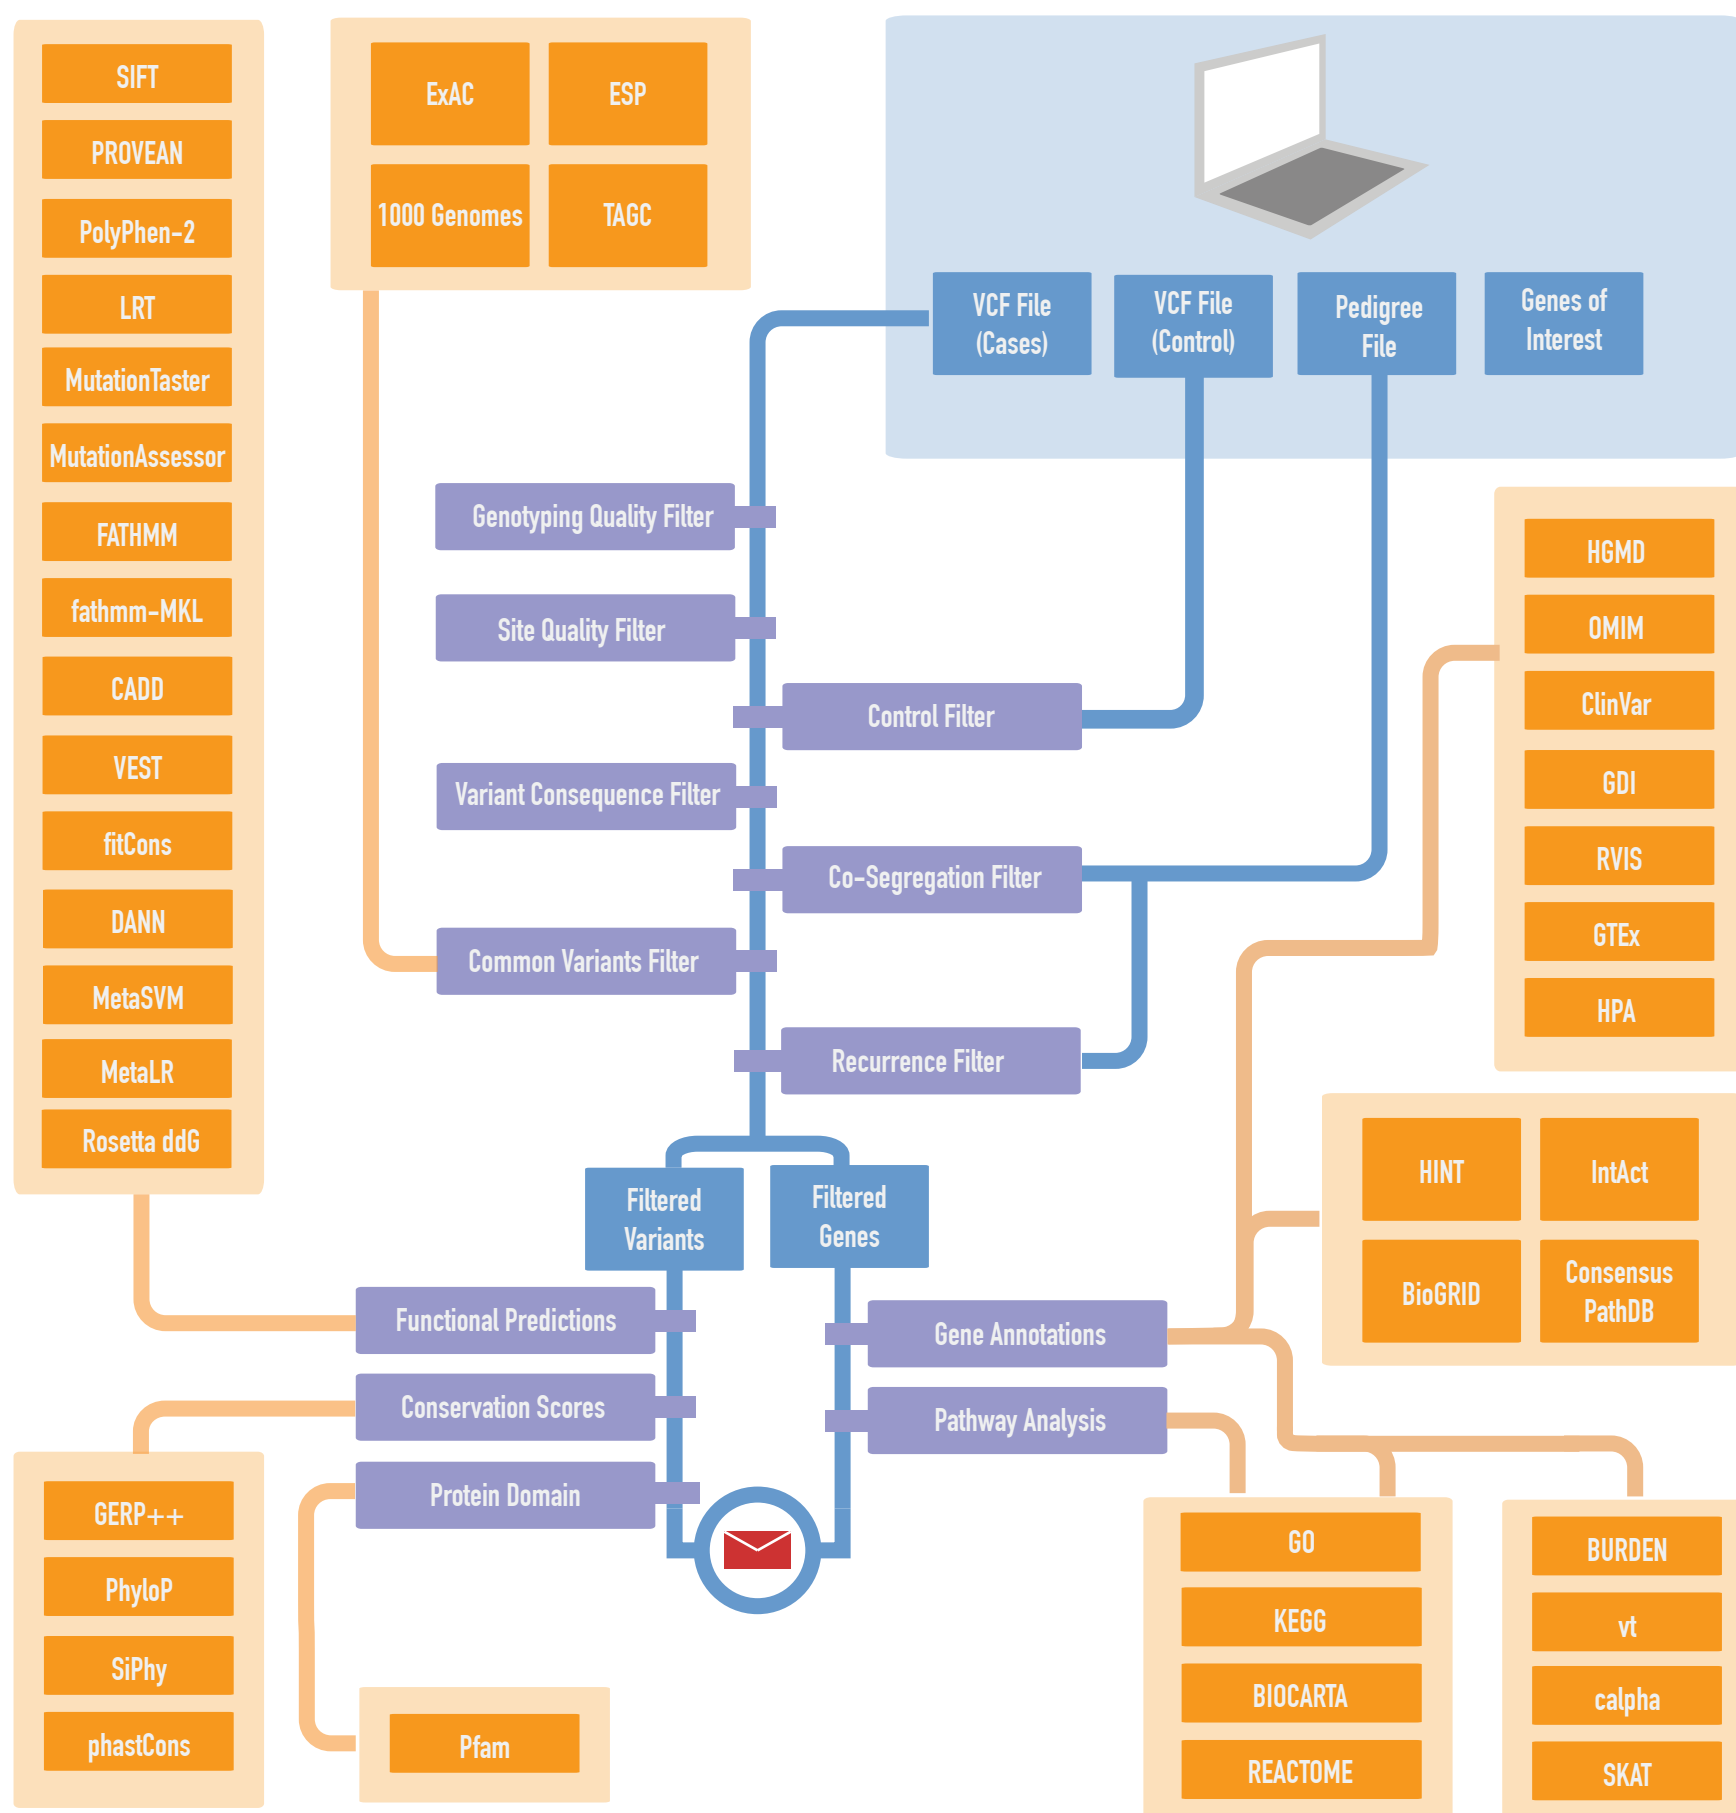 SIFT
PROVEAN
PolyPhen-2
LRT
MutationTaster
MutationAssessor
FATHMM
fathmm-MKL
CADD
VEST
fitCons
DANN
MetaSVM
MetaLR
Rosetta ddG
ExAC
ESP
1000 Genomes
TAGC
VCF File
(Cases)
VCF File
(Control)
Pedigree
File
Genes of
Interest
Genotyping Quality Filter
Site Quality Filter
Control Filter
Variant Consequence Filter
Co-Segregation Filter
Common Variants Filter
Recurrence Filter
HGMD
OMIM
ClinVar
GDI
RVIS
GTEx
HPA
HINT
IntAct
BioGRID
Consensus
PathDB
Filtered
Variants
Filtered
Genes
Functional Predictions
Conservation Scores
Protein Domain
Gene Annotations
Pathway Analysis
GERP++
PhyloP
SiPhy
phastCons
Pfam
GO
KEGG
BIOCARTA
REACTOME
BURDEN
vt
calpha
SKAT